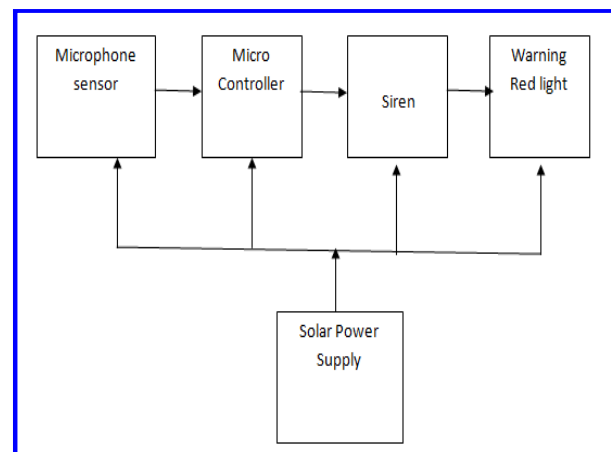 Microphone
sensor
Micro
Controller
Siren
Warning
Red light
Solar Power
Supply